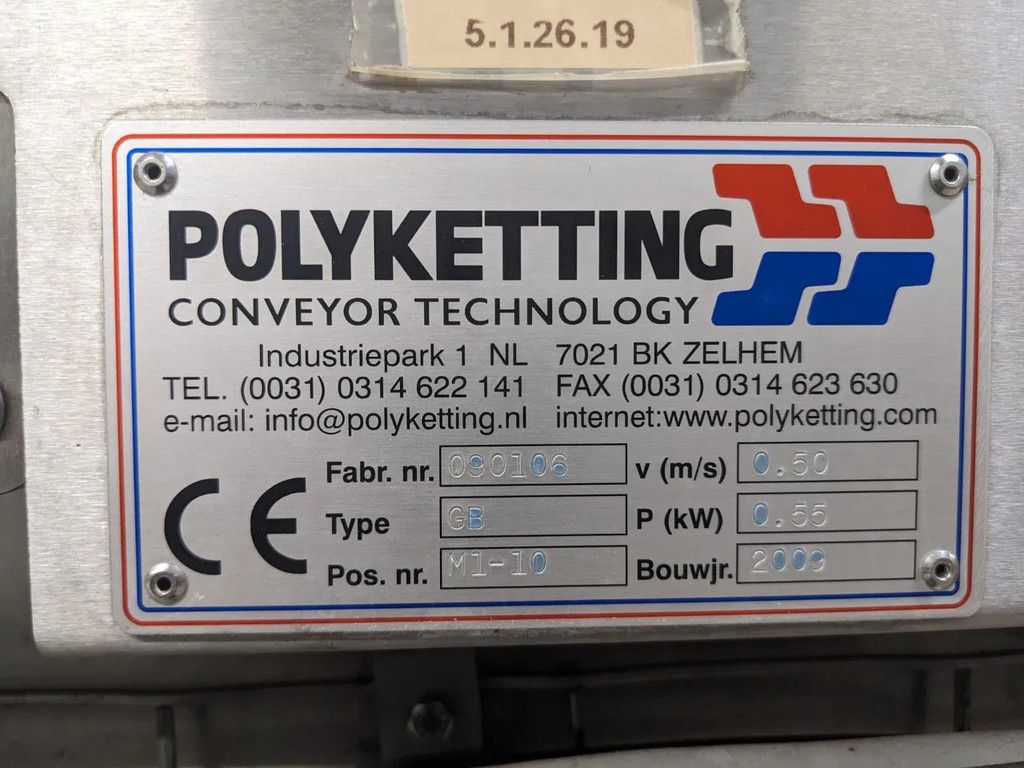 5.1.26.19
POLYKETTING
CONVEYOR TECHNOLOGY
Industriepark 1 NL 7021 BK ZELHEM
TEL. (0031) 0314 622 141 FAX (0031) 0314 623 630
e-mail: info@polyketting.nl internet:www.polyketting.com
CE
Fabr. nr. 090106 v (m/s) 0.50
Type GB P (kW) 0.55
Pos. nr. M1-10 Bouwjr. 2009